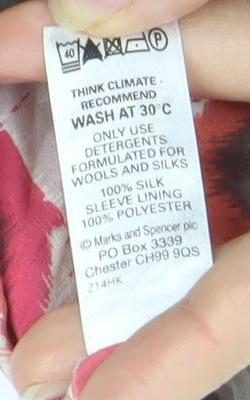 40 P
THINK CLIMATE -
RECOMMEND
WASH AT 30°C
ONLY USE
DETERGENTS
FORMULATED FOR
WOOLS AND SILKS
100% SILK
SLEEVE LINING
100% POLYESTER
© Marks and Spencer plc
PO Box 3339
Chester CH99 9QS
Z14HK